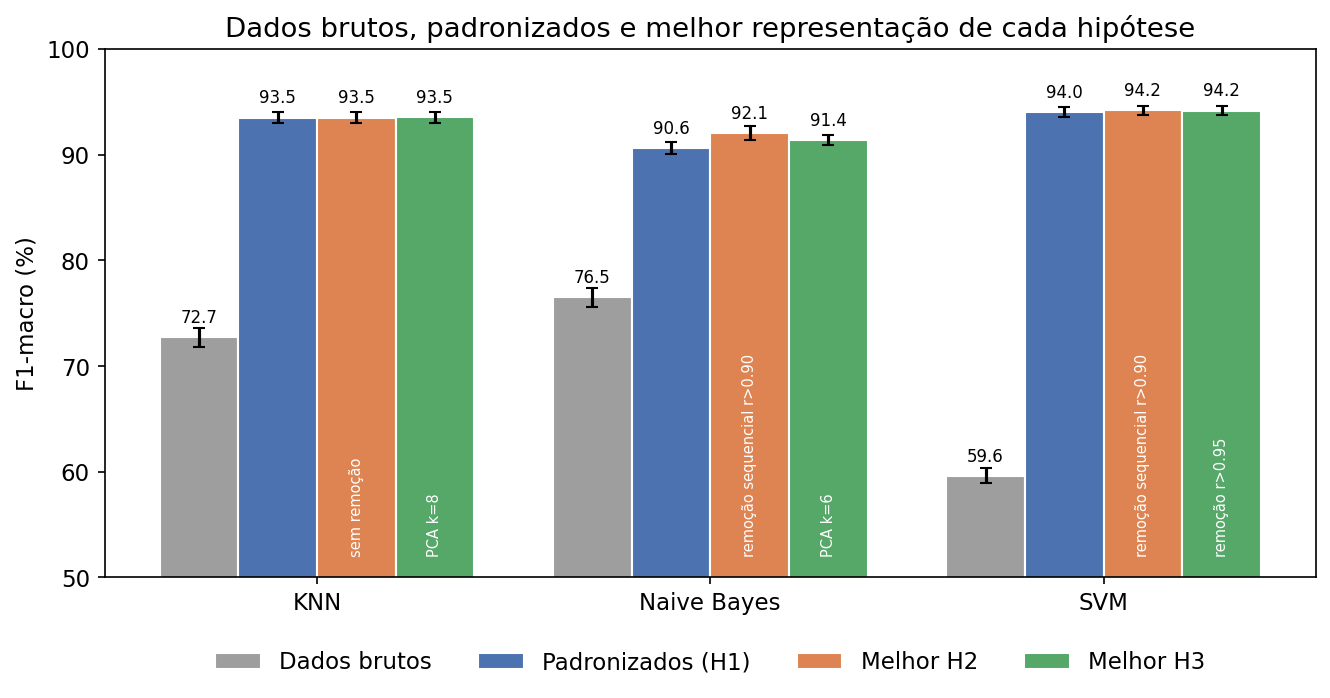 Dados brutos, padronizados e melhor representação de cada hipótese
F1-macro (%)
100
90
80
70
60
50
72.7
93.5
93.5
93.5
76.5
90.6
92.1
91.4
59.6
94.0
94.2
94.2
sem remoção
PCA k=8
remoção sequencial r>0.90
PCA k=6
remoção sequencial r>0.90
remoção r>0.95
KNN
Naive Bayes
SVM
Dados brutos
Padronizados (H1)
Melhor H2
Melhor H3